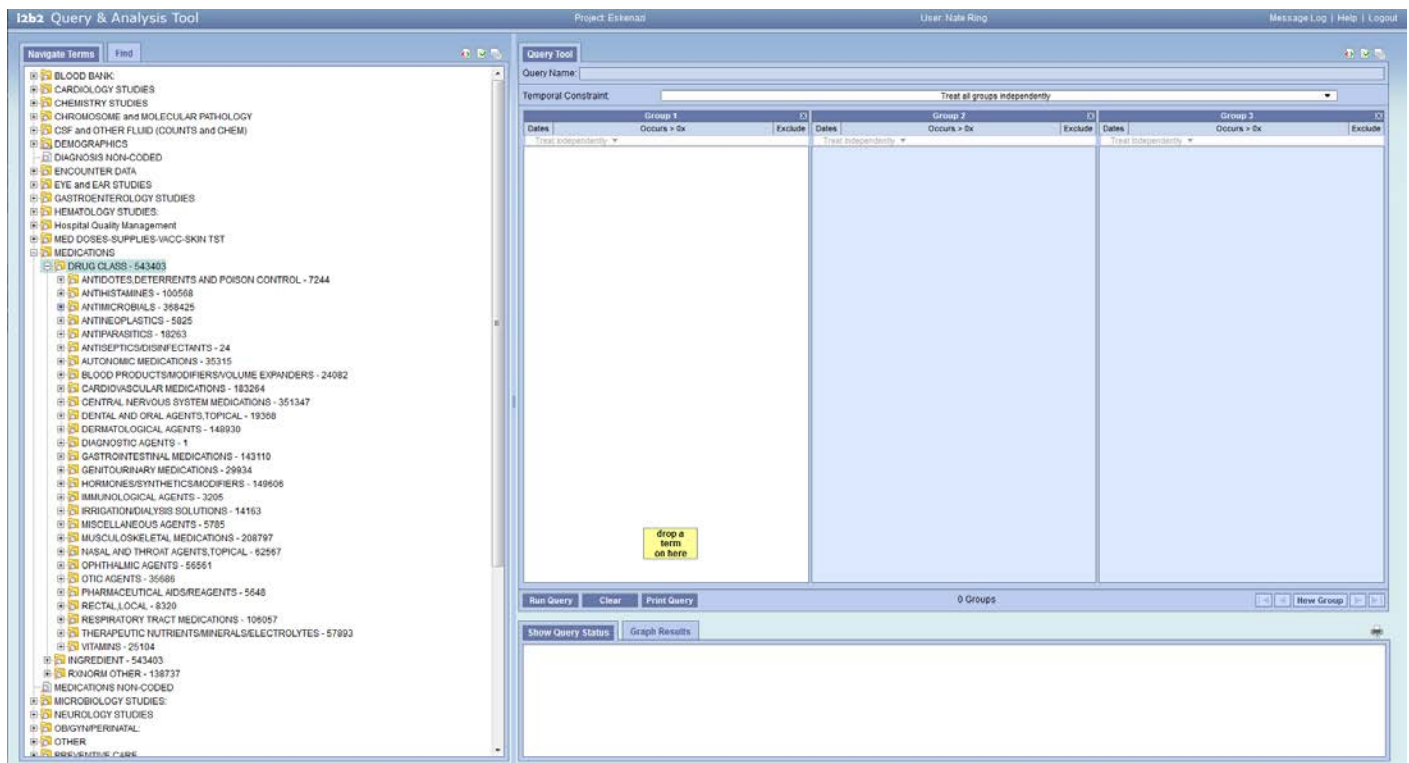 i2b2 Query & Analysis Tool
Project: Eskenazi
User: Nate Ring
Message Log | Help | Logout
Navigate Terms
Find
BLOOD BANK:
CARDIOLOGY STUDIES
CHEMISTRY STUDIES
CHROMOSOME and MOLECULAR PATHOLOGY
CSF and OTHER FLUID (COUNTS and CHEM)
DEMOGRAPHICS
DIAGNOSIS NON-CODED
ENCOUNTER DATA
EYE and EAR STUDIES
GASTROENTEROLOGY STUDIES
HEMATOLOGY STUDIES:
Hospital Quality Management
MED DOSES-SUPPLIES-VACC-SKIN TST
MEDICATIONS
DRUG CLASS - 543403
ANTIDOTES,DETERRENTS AND POISON CONTROL - 7244
ANTIHISTAMINES - 100568
ANTIMICROBIALS - 368425
ANTINEOPLASTICS - 5825
ANTIPARASITICS - 18263
ANTISEPTICS/DISINFECTANTS - 24
AUTONOMIC MEDICATIONS - 35315
BLOOD PRODUCTS/MODIFIERS/VOLUME EXPANDERS - 24082
CARDIOVASCULAR MEDICATIONS - 183264
CENTRAL NERVOUS SYSTEM MEDICATIONS - 351347
DENTAL AND ORAL AGENTS,TOPICAL - 19368
DERMATOLOGICAL AGENTS - 148930
DIAGNOSTIC AGENTS - 1
GASTROINTESTINAL MEDICATIONS - 143110
GENITOURINARY MEDICATIONS - 29934
HORMONES/SYNTHETICS/MODIFIERS - 149606
IMMUNOLOGICAL AGENTS - 3205
IRRIGATION/DIALYSIS SOLUTIONS - 14163
MISCELLANEOUS AGENTS - 5785
MUSCULOSKELETAL MEDICATIONS - 208797
NASAL AND THROAT AGENTS,TOPICAL - 62567
OPHTHALMIC AGENTS - 56561
OTIC AGENTS - 35686
PHARMACEUTICAL AIDS/REAGENTS - 5648
RECTAL,LOCAL - 8320
RESPIRATORY TRACT MEDICATIONS - 106057
THERAPEUTIC NUTRIENTS/MINERALS/ELECTROLYTES - 57893
VITAMINS - 25104
INGREDIENT - 543403
RXNORM OTHER - 138737
MEDICATIONS NON-CODED
MICROBIOLOGY STUDIES:
NEUROLOGY STUDIES
OB/GYN/PERINATAL:
OTHER
PREVENTIVE CARE
Query Tool
Query Name:
Temporal Constraint:
Treat all groups independently
Group 1
Group 2
Group 3
Dates
Occurs > 0x
Exclude
Dates
Occurs > 0x
Exclude
Dates
Occurs > 0x
Exclude
Treat Independently
Treat Independently
Treat Independently
drop a
term
on here
Run Query
Clear
Print Query
0 Groups
New Group
Show Query Status
Graph Results